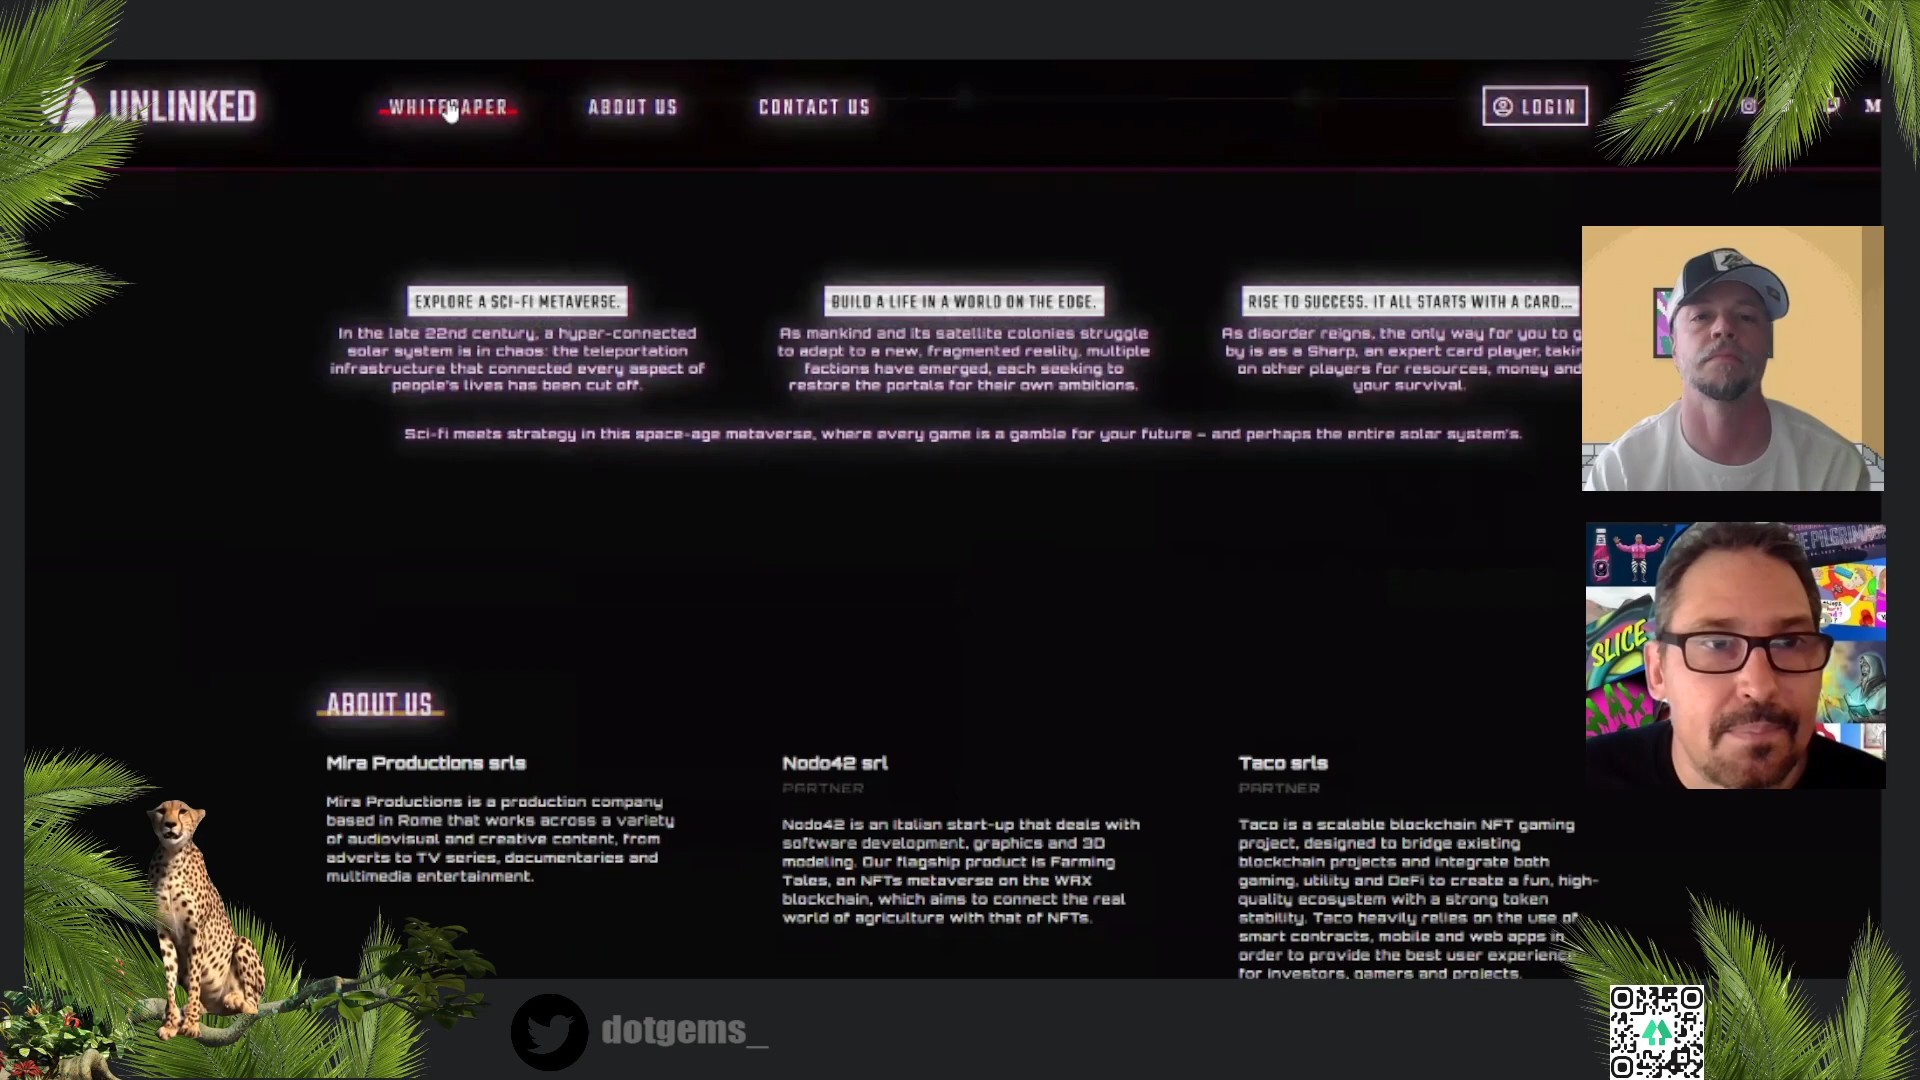 UNLINKED
WHITEPAPER
ABOUT US
CONTACT US
LOGIN
EXPLORE A SCI-FI METAVERSE.
In the late 22nd century, a hyper-connected
solar system is in chaos: the teleportation
infrastructure that connected every aspect of
people's lives has been cut off.
BUILD A LIFE IN A WORLD ON THE EDGE.
As mankind and its satellite colonies struggle
to adapt to a new, fragmented reality, multiple
factions have emerged, each seeking to
restore the portals for their own ambitions.
RISE TO SUCCESS. IT ALL STARTS WITH A CARD...
As disorder reigns, the only way for you to
by is as a Sharp, an expert card player,
on other players for resources, money and
your survival.
Sci-fi meets strategy in this space-age metaverse, where every game is a gamble for your future – and perhaps the entire solar system's.
ABOUT US
Mira Productions srls
Mira Productions is a production company
based in Rome that works across a variety
of audiovisual and creative content, from
adverts to TV series, documentaries and
multimedia entertainment.
Nodo42 srl
PARTNER
Nodo42 is an Italian start-up that deals with
software development, graphics and 3D
modeling. Our flagship product is Farming
Tales, an NFTs metaverse on the WAX
blockchain, which aims to connect the real
world of agriculture with that of NFTs.
Taco srls
PARTNER
Taco is a scalable blockchain NFT gaming
project, designed to bridge existing
blockchain projects and integrate both
gaming, utility and DeFi to create a fun, high-
quality ecosystem with a strong token
stability. Taco heavily relies on the use of
smart contracts, mobile and web apps in
order to provide the best user experience
for investors, gamers and projects.
SLICE
dotgems_